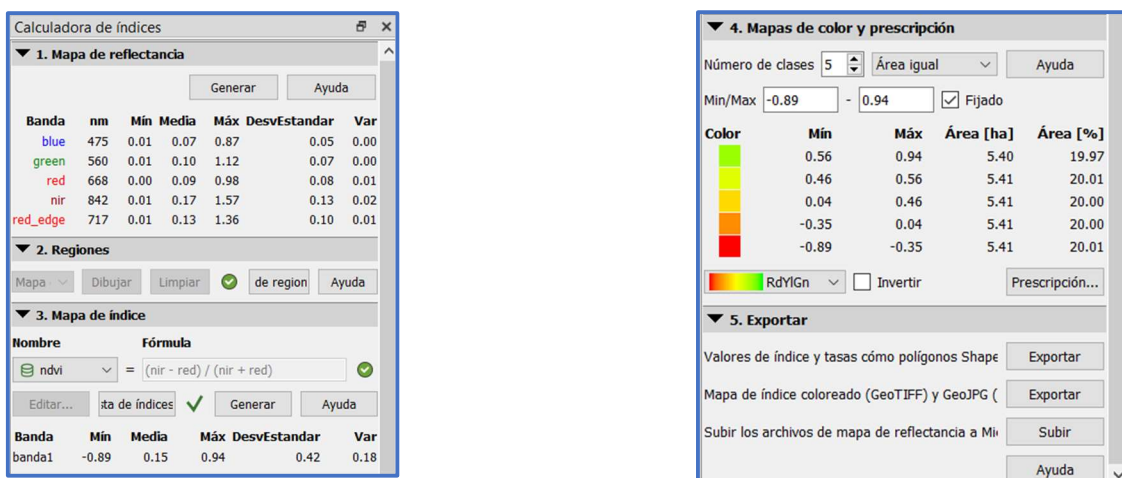 Calculadora de índices
1. Mapa de reflectancia
Generar Ayuda
Banda nm Mín Media Máx DesvEstandar Var
blue 475 0.01 0.07 0.87 0.05 0.00
green 560 0.01 0.10 1.12 0.07 0.00
red 668 0.00 0.09 0.98 0.08 0.01
nir 842 0.01 0.17 1.57 0.13 0.02
red_edge 717 0.01 0.13 1.36 0.10 0.01
2. Regiones
Mapa Dibujar Limpiar de region Ayuda
3. Mapa de índice
Nombre Fórmula
ndvi = (nir - red) / (nir + red)
Editar... sta de índices Generar Ayuda
Banda Mín Media Máx DesvEstandar Var
banda1 -0.89 0.15 0.94 0.42 0.18
4. Mapas de color y prescripción
Número de clases 5 Área igual Ayuda
Min/Max -0.89 - 0.94 Fijado
Color Mín Máx Área [ha] Área [%]
0.56 0.94 5.40 19.97
0.46 0.56 5.41 20.01
0.04 0.46 5.41 20.00
-0.35 0.04 5.41 20.00
-0.89 -0.35 5.41 20.01
RdYlGn Invertir Prescripción...
5. Exportar
Valores de índice y tasas cómo polígonos Shape Exportar
Mapa de índice coloreado (GeoTIFF) y GeoJPG ( Exportar
Subir los archivos de mapa de reflectancia a Mi Subir
Ayuda